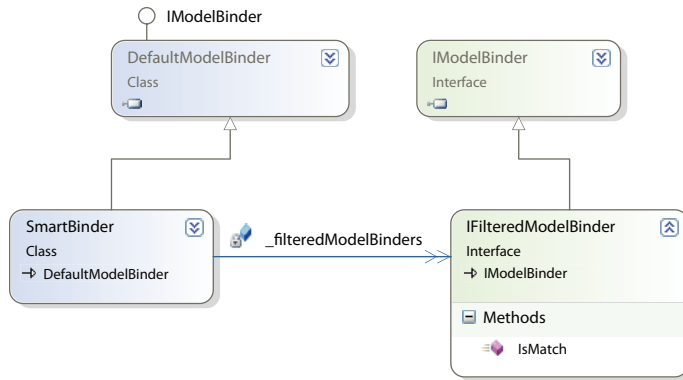 IModelBinder
DefaultModelBinder
Class
IModelBinder
Interface
SmartBinder
Class
DefaultModelBinder
_filteredModelBinders
IFilteredModelBinder
Interface
IModelBinder
Methods
IsMatch